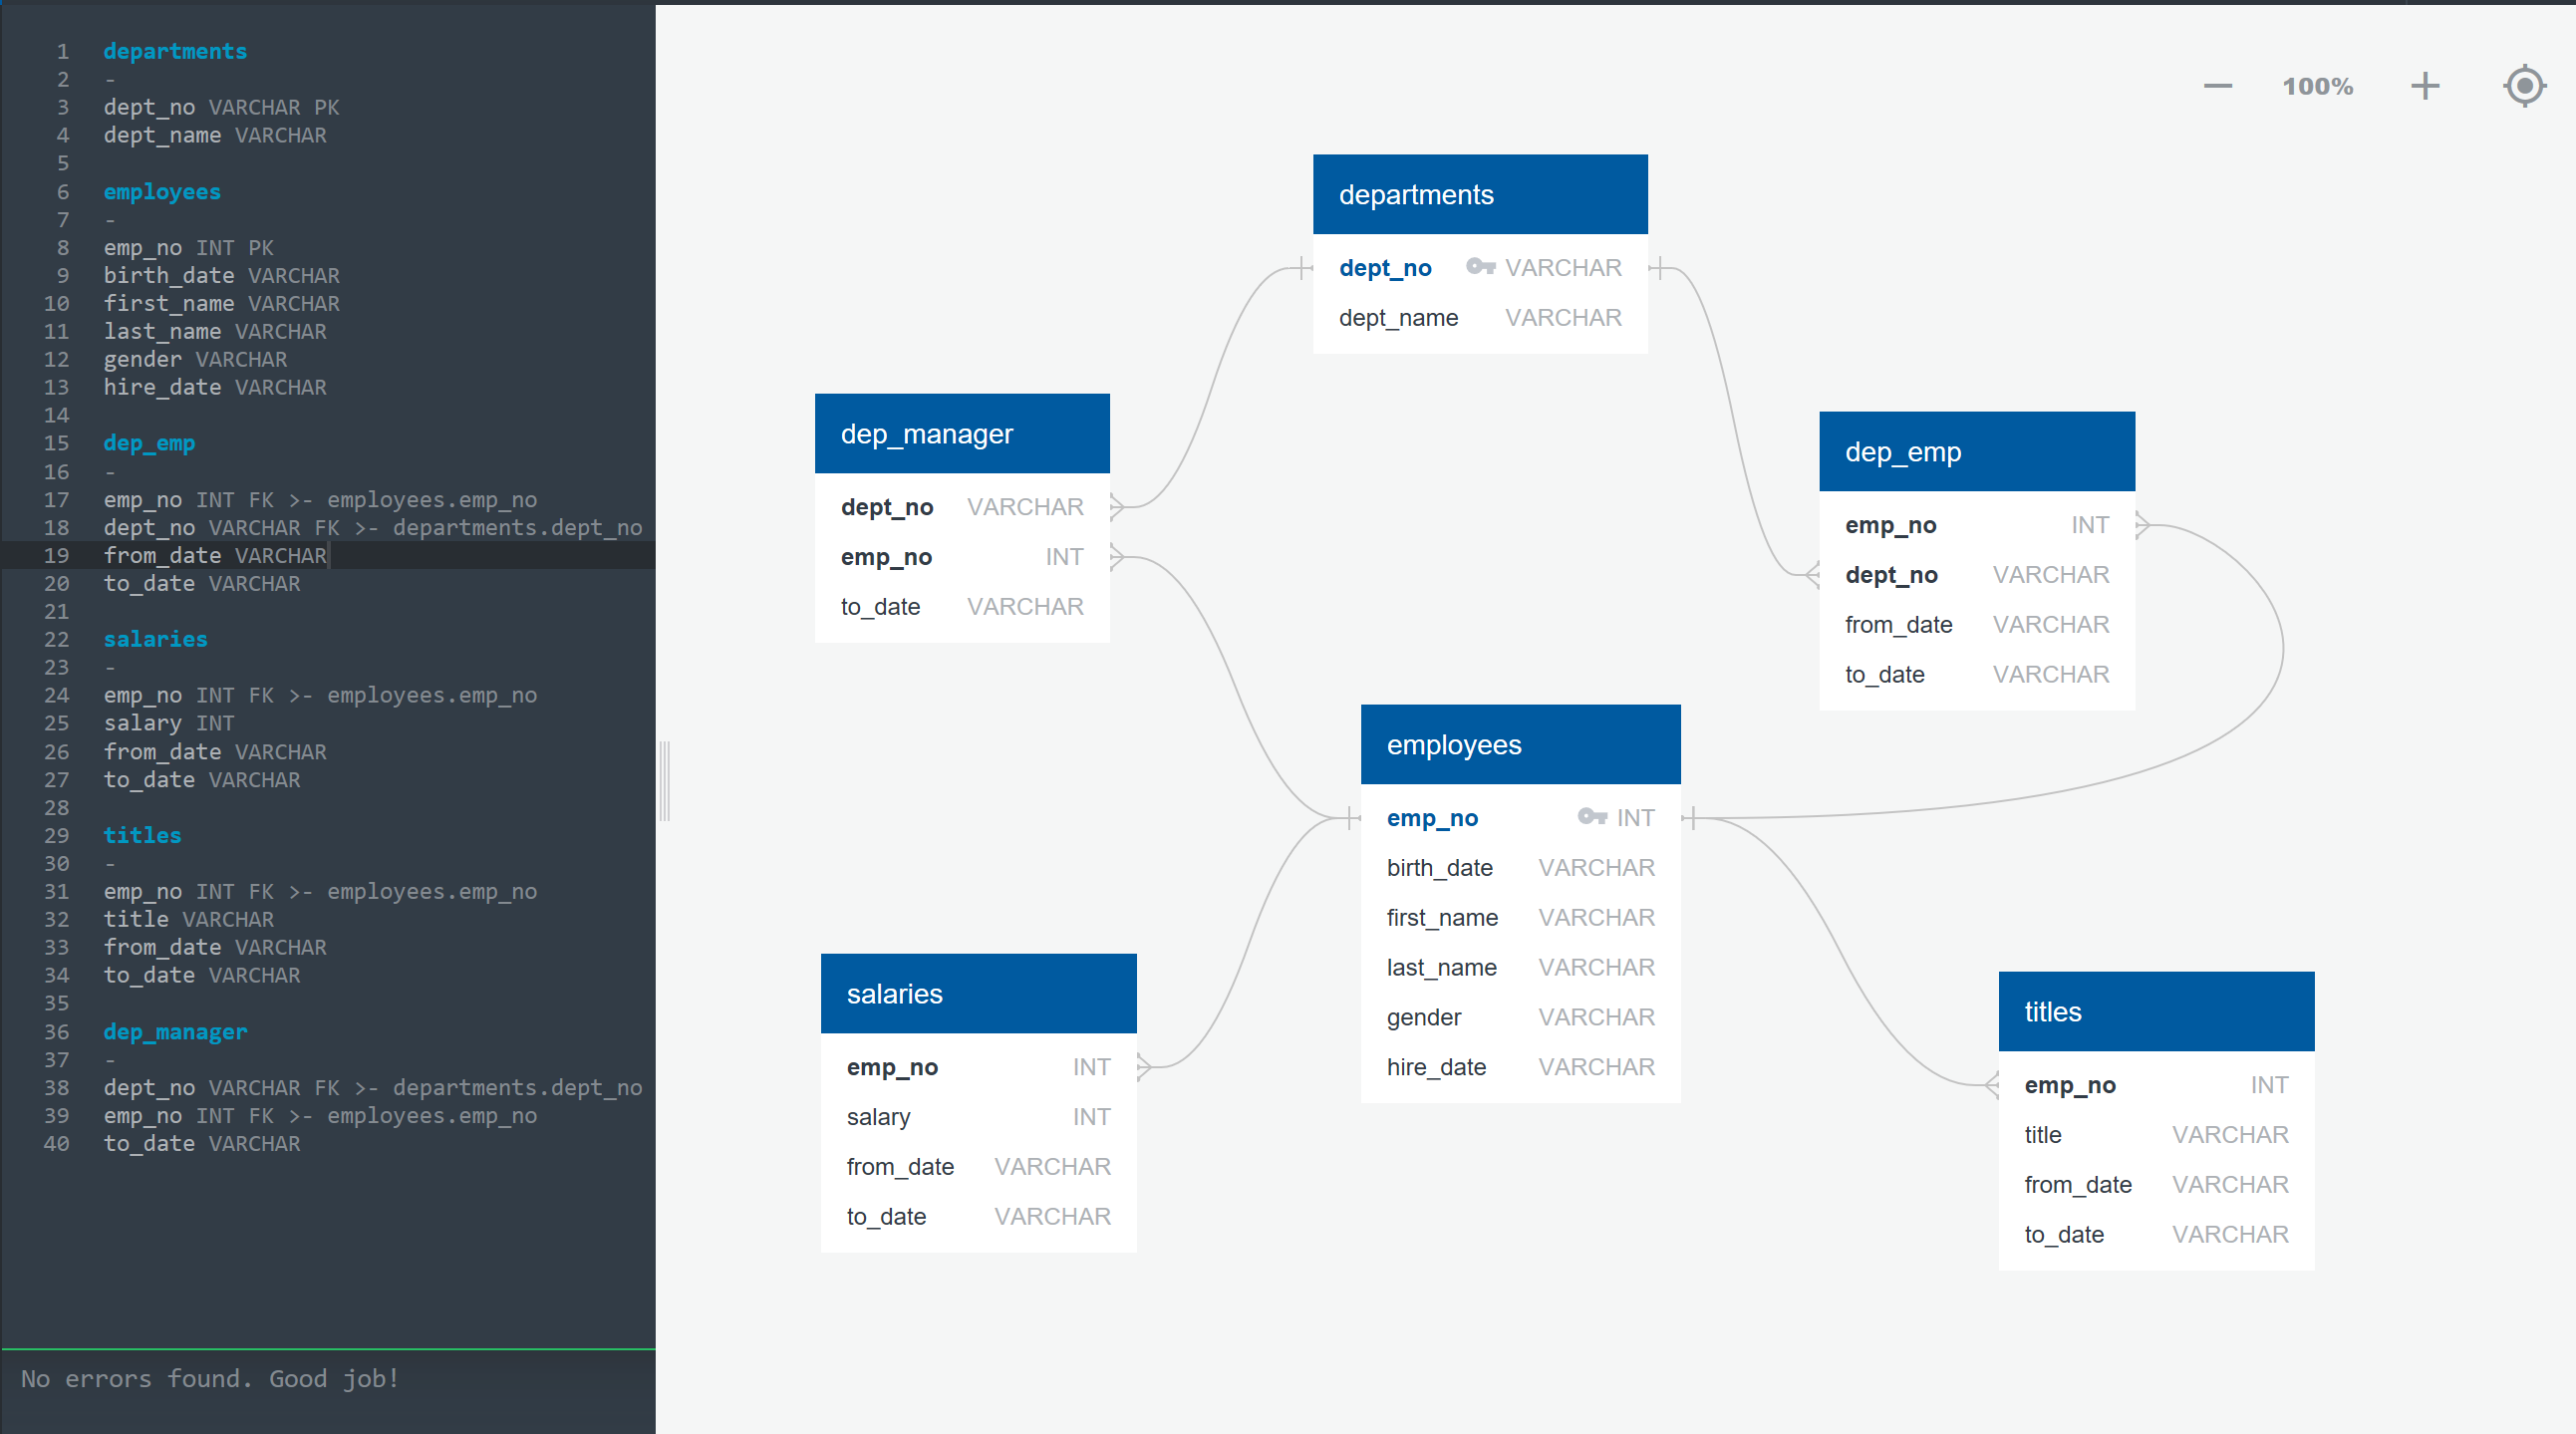 1 departments
2 -
3 dept_no VARCHAR PK
4 dept_name VARCHAR
5
6 employees
7 -
8 emp_no INT PK
9 birth_date VARCHAR
10 first_name VARCHAR
11 last_name VARCHAR
12 gender VARCHAR
13 hire_date VARCHAR
14
15 dep_emp
16 -
17 emp_no INT FK >- employees.emp_no
18 dept_no VARCHAR FK >- departments.dept_no
19 from_date VARCHAR
20 to_date VARCHAR
21
22 salaries
23 -
24 emp_no INT FK >- employees.emp_no
25 salary INT
26 from_date VARCHAR
27 to_date VARCHAR
28
29 titles
30 -
31 emp_no INT FK >- employees.emp_no
32 title VARCHAR
33 from_date VARCHAR
34 to_date VARCHAR
35
36 dep_manager
37 -
38 dept_no VARCHAR FK >- departments.dept_no
39 emp_no INT FK >- employees.emp_no
40 to_date VARCHAR
No errors found. Good job!
100%
departments
dept_no VARCHAR
dept_name VARCHAR
dep_manager
dept_no VARCHAR
emp_no INT
to_date VARCHAR
dep_emp
emp_no INT
dept_no VARCHAR
from_date VARCHAR
to_date VARCHAR
employees
emp_no INT
birth_date VARCHAR
first_name VARCHAR
last_name VARCHAR
gender VARCHAR
hire_date VARCHAR
salaries
emp_no INT
salary INT
from_date VARCHAR
to_date VARCHAR
titles
emp_no INT
title VARCHAR
from_date VARCHAR
to_date VARCHAR